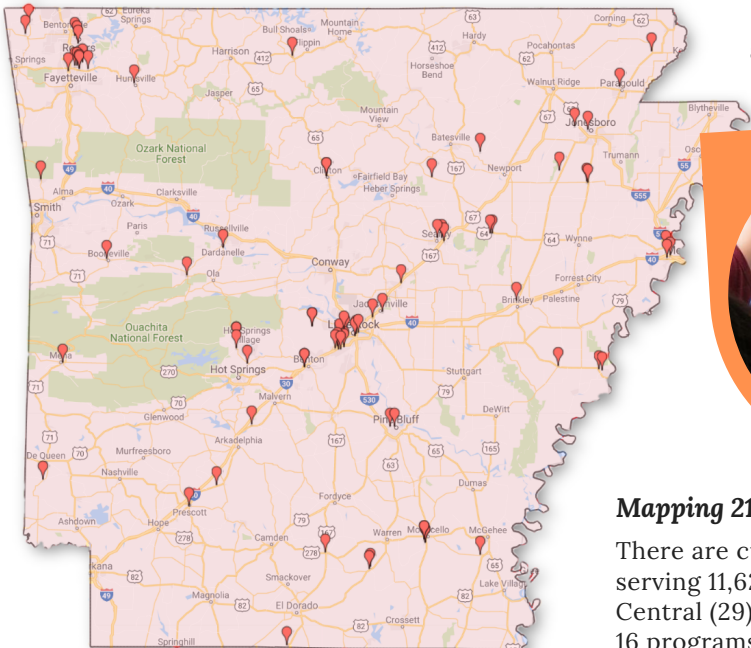 Eureka
Springs
Bull Shoals
Mountain
Home
Flippin
Hardy
Corning
Pocahontas
Harrison
Horseshoe
Bend
Springs
Fayetteville
Huntsville
Jasper
Walnut Ridge
Paragould
Blytheville
Mountain
View
Batesville
Jonesboro
Ozark National
Forest
Clinton
Fairfield Bay
Heber Springs
Newport
Trumann
Alma
Ozark
Clarksville
Smith
Paris
Russellville
Dardanelle
Booneville
Ola
Conway
Searcy
Wynne
Forrest City
Palestine
Brinkley
Jacksonville
Little Rock
Ouachita
National Forest
Hot Springs
Village
Mena
Hot Springs
Benton
Stuttgart
Malvern
Pine Bluff
DeWitt
Glenwood
Arkadelphia
De Queen
Murfreesboro
Nashville
Dumas
Prescott
Fordyce
Ashdown
Hope
Camden
Warren
Monticello
McGehee
Smackover
Magnolia
El Dorado
Crossett
Lake Villag
Springhill
Mapping 21
There are c
serving 11,62
Central (29)
16 programs